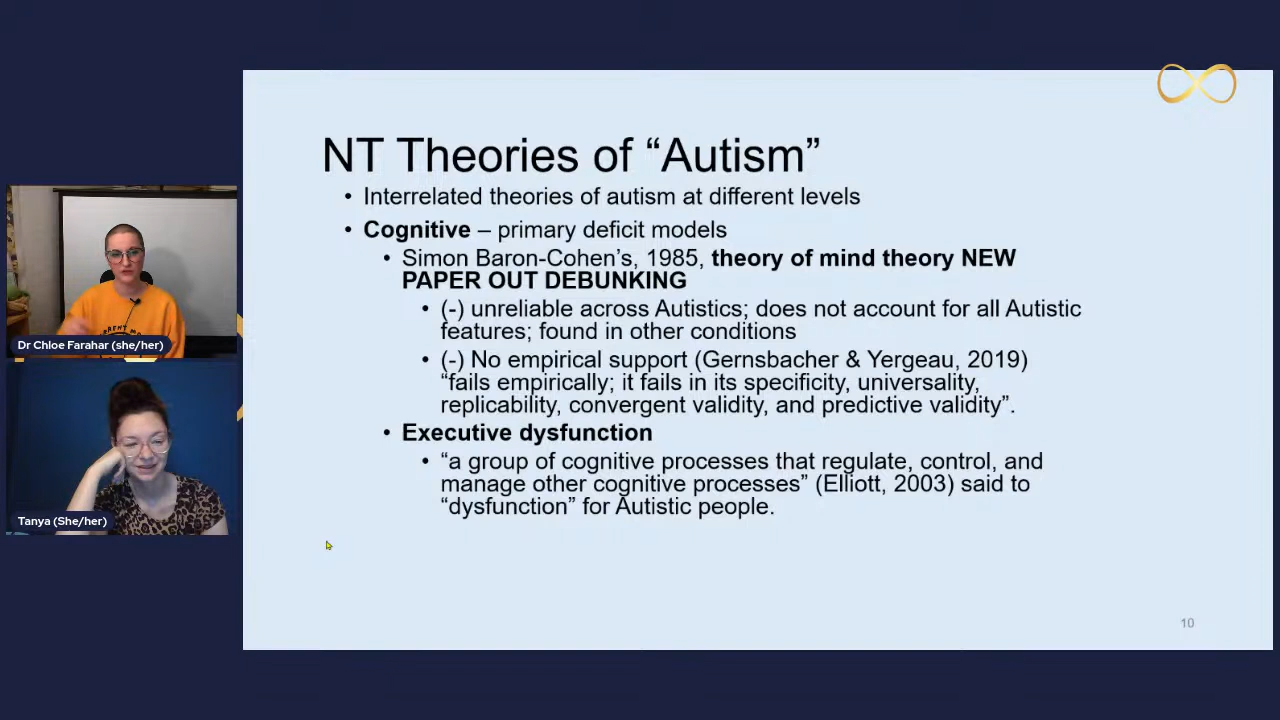 NT Theories of “Autism”
• Interrelated theories of autism at different levels
• Cognitive – primary deficit models
• Simon Baron-Cohen’s, 1985, theory of mind theory NEW
PAPER OUT DEBUNKING
• (-) unreliable across Autistics; does not account for all Autistic
features; found in other conditions
• (-) No empirical support (Gernsbacher & Yergeau, 2019)
“fails empirically; it fails in its specificity, universality,
replicability, convergent validity, and predictive validity”.
• Executive dysfunction
• “a group of cognitive processes that regulate, control, and
manage other cognitive processes” (Elliott, 2003) said to
“dysfunction” for Autistic people.
10
Dr Chloe Farahar (she/her)
Tanya (She/her)